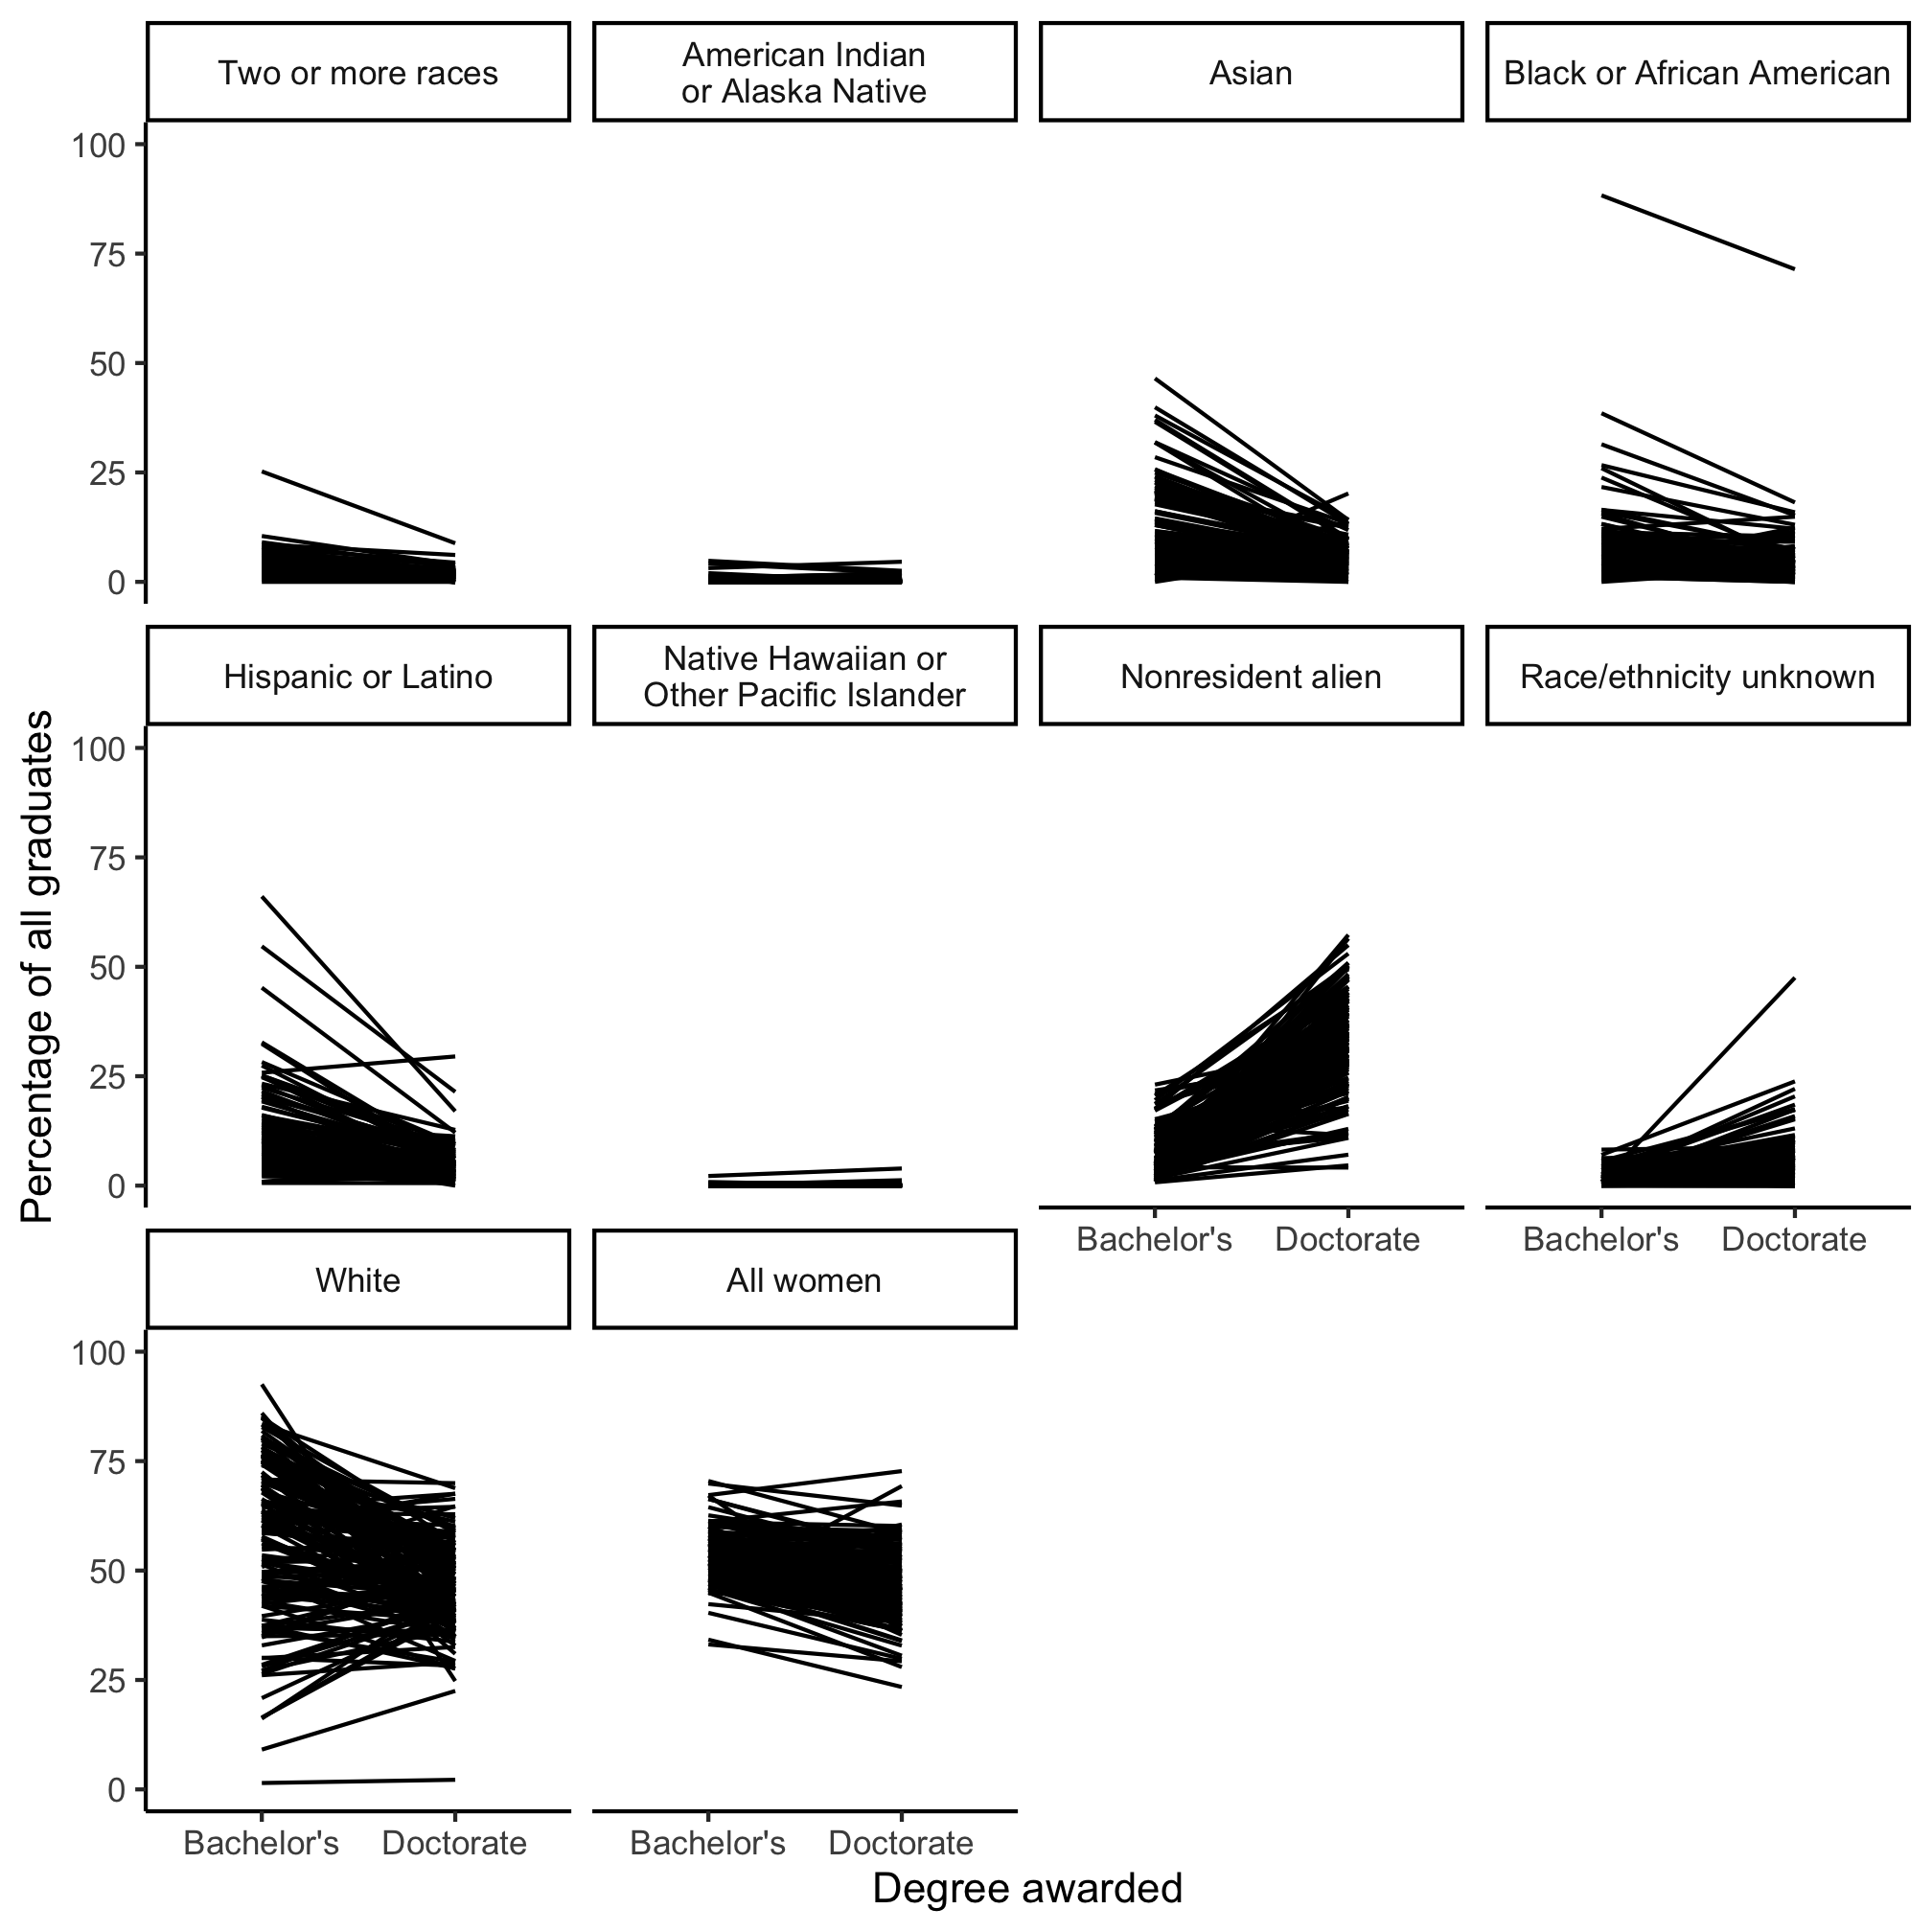 Two or more races
American Indian
or Alaska Native
Asian
Black or African American
100
75
50
25
0
Hispanic or Latino
Native Hawaiian or
Other Pacific Islander
Nonresident alien
Race/ethnicity unknown
Percentage of all graduates
100
75
50
25
0
Bachelor's Doctorate
Bachelor's Doctorate
White
All women
100
75
50
25
0
Bachelor's Doctorate
Bachelor's Doctorate
Degree awarded